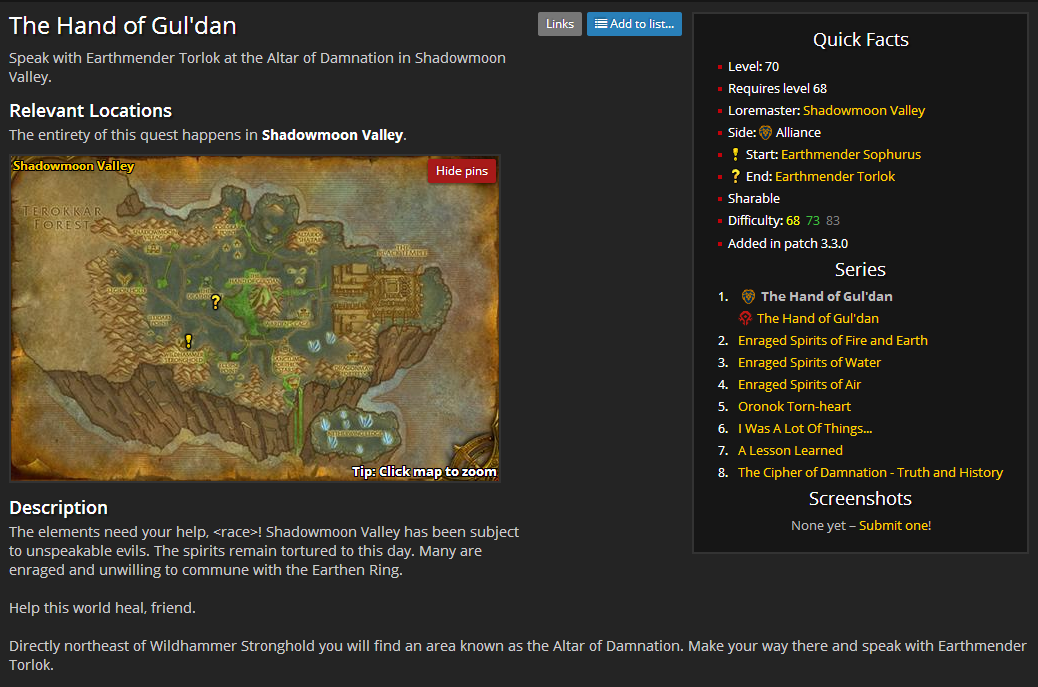 The Hand of Gul'dan
Links
Add to list...
Speak with Earthmender Torlok at the Altar of Damnation in Shadowmoon
Valley.
Relevant Locations
The entirety of this quest happens in Shadowmoon Valley.
Shadowmoon Valley
Hide pins
TEROKKAR
FOREST
THE
BLACK TEMPLE
Tip: Click map to zoom
Description
The elements need your help, <race>! Shadowmoon Valley has been subject
to unspeakable evils. The spirits remain tortured to this day. Many are
enraged and unwilling to commune with the Earthen Ring.
Help this world heal, friend.
Directly northeast of Wildhammer Stronghold you will find an area known as the Altar of Damnation. Make your way there and speak with Earthmender
Torlok.
Quick Facts
Level: 70
Requires level 68
Loremaster: Shadowmoon Valley
Side: Alliance
Start: Earthmender Sophurus
End: Earthmender Torlok
Sharable
Difficulty: 68 73 83
Added in patch 3.3.0
Series
1. The Hand of Gul'dan
The Hand of Gul'dan
2. Enraged Spirits of Fire and Earth
3. Enraged Spirits of Water
4. Enraged Spirits of Air
5. Oronok Torn-heart
6. I Was A Lot Of Things...
7. A Lesson Learned
8. The Cipher of Damnation - Truth and History
Screenshots
None yet – Submit one!